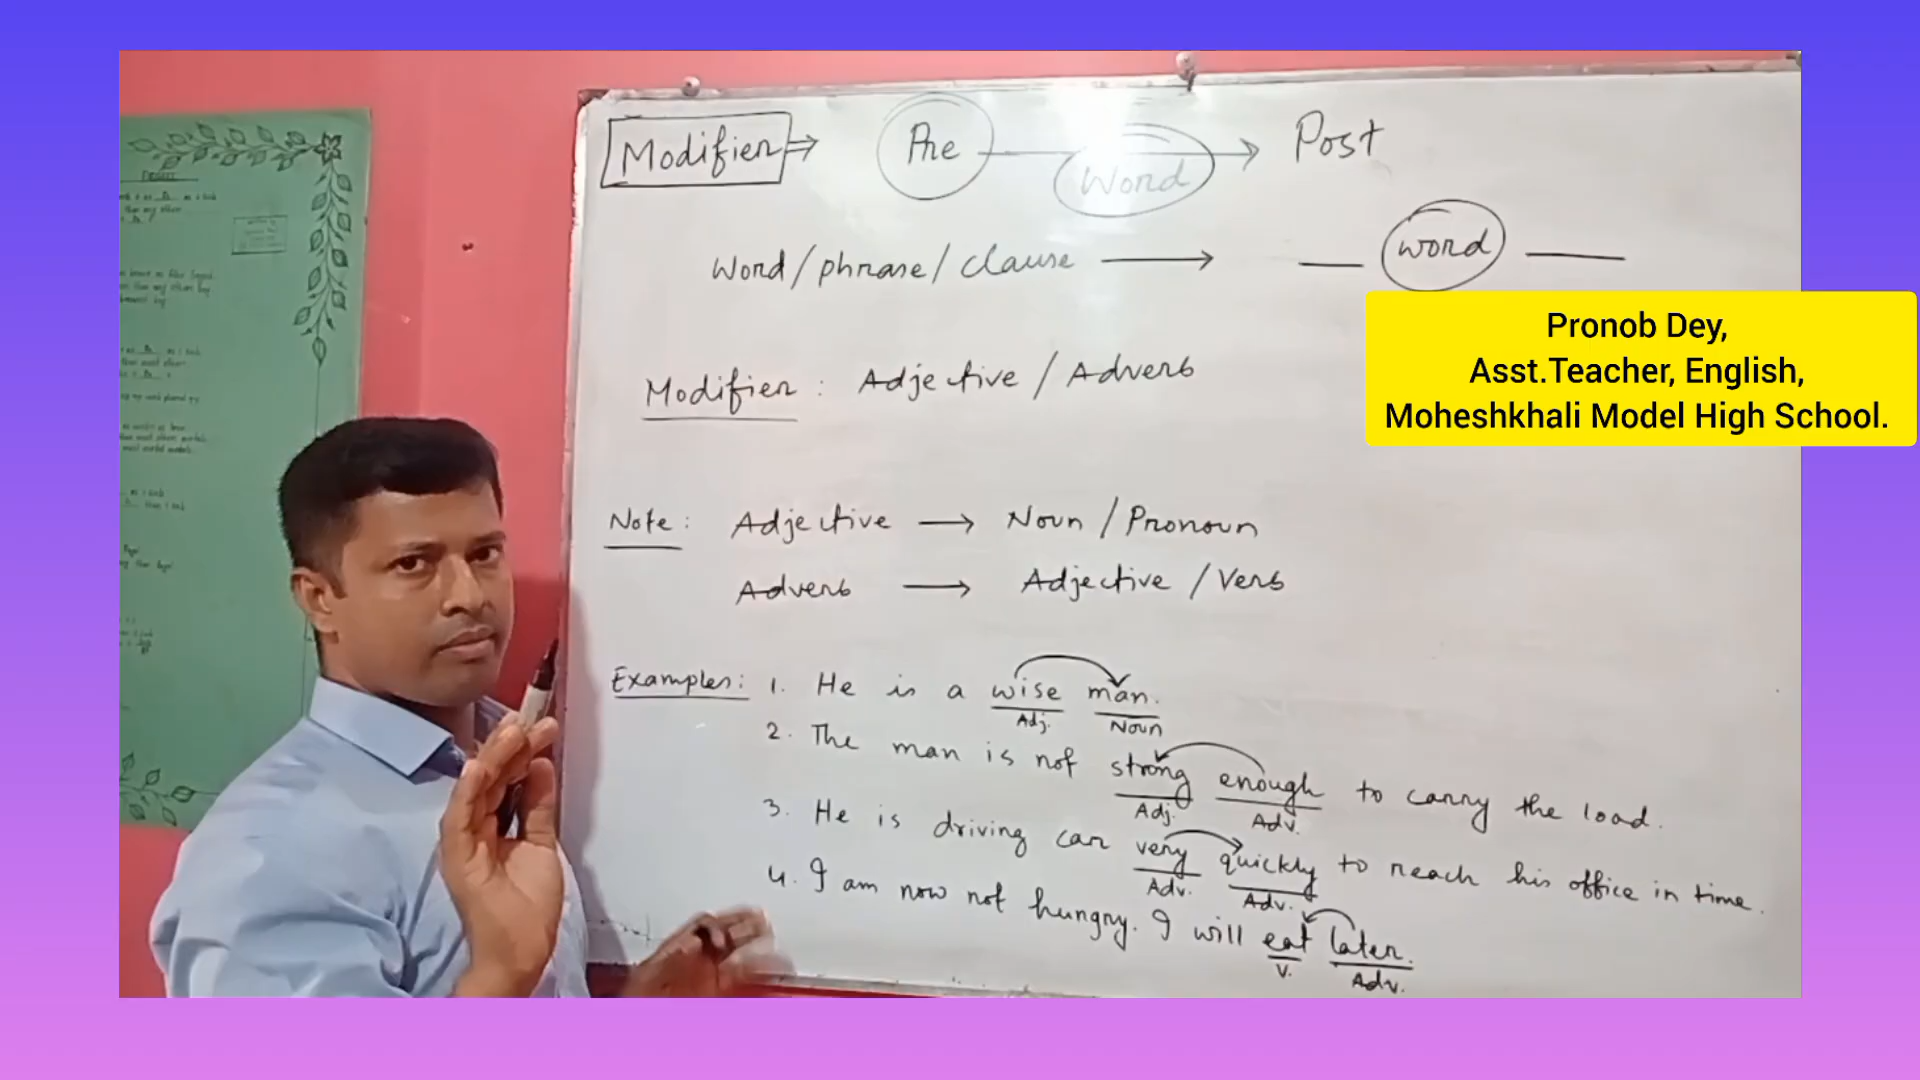 Modifier ⇒ Pre → Post
Word
Word/phrase/clause → __ word __
Modifier : Adjective / Adverb
Note : Adjective → Noun / Pronoun
Adverb → Adjective / Verb
Examples: 1. He is a wise man.
Adj. Noun
2. The man is not strong enough to carry the load.
Adj. Adv.
3. He is driving car very quickly to reach his office in time.
Adv. Adv.
4. I am now not hungry. I will eat later.
V. Adv.
Pronob Dey,
Asst.Teacher, English,
Moheshkhali Model High School.